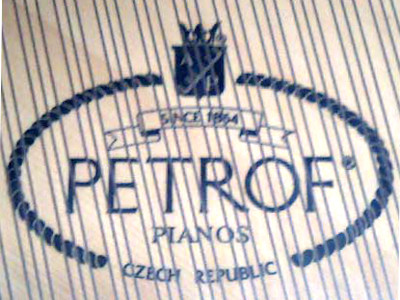 SINCE 1864
PETROF®
PIANOS
CZECH REPUBLIC